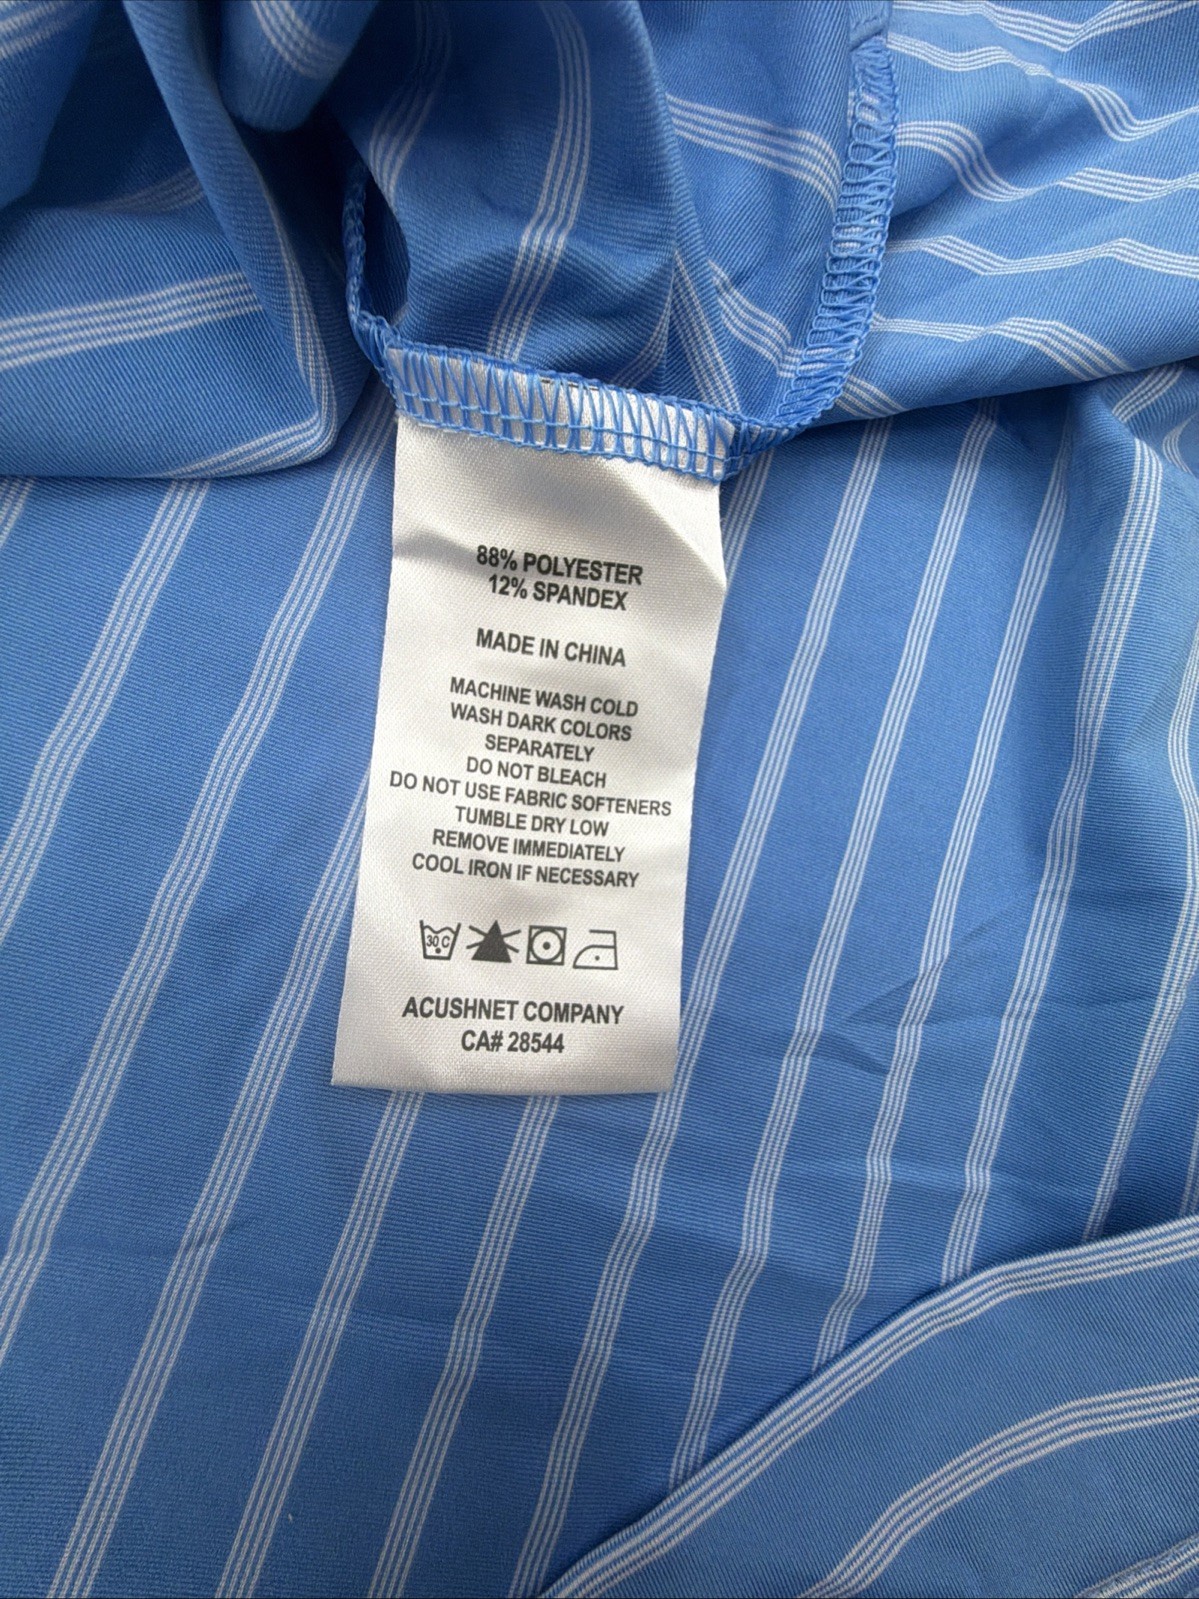 88% POLYESTER
12% SPANDEX
MADE IN CHINA
MACHINE WASH COLD
WASH DARK COLORS
SEPARATELY
DO NOT BLEACH
DO NOT USE FABRIC SOFTENERS
TUMBLE DRY LOW
REMOVE IMMEDIATELY
COOL IRON IF NECESSARY
30 C
ACUSHNET COMPANY
CA# 28544